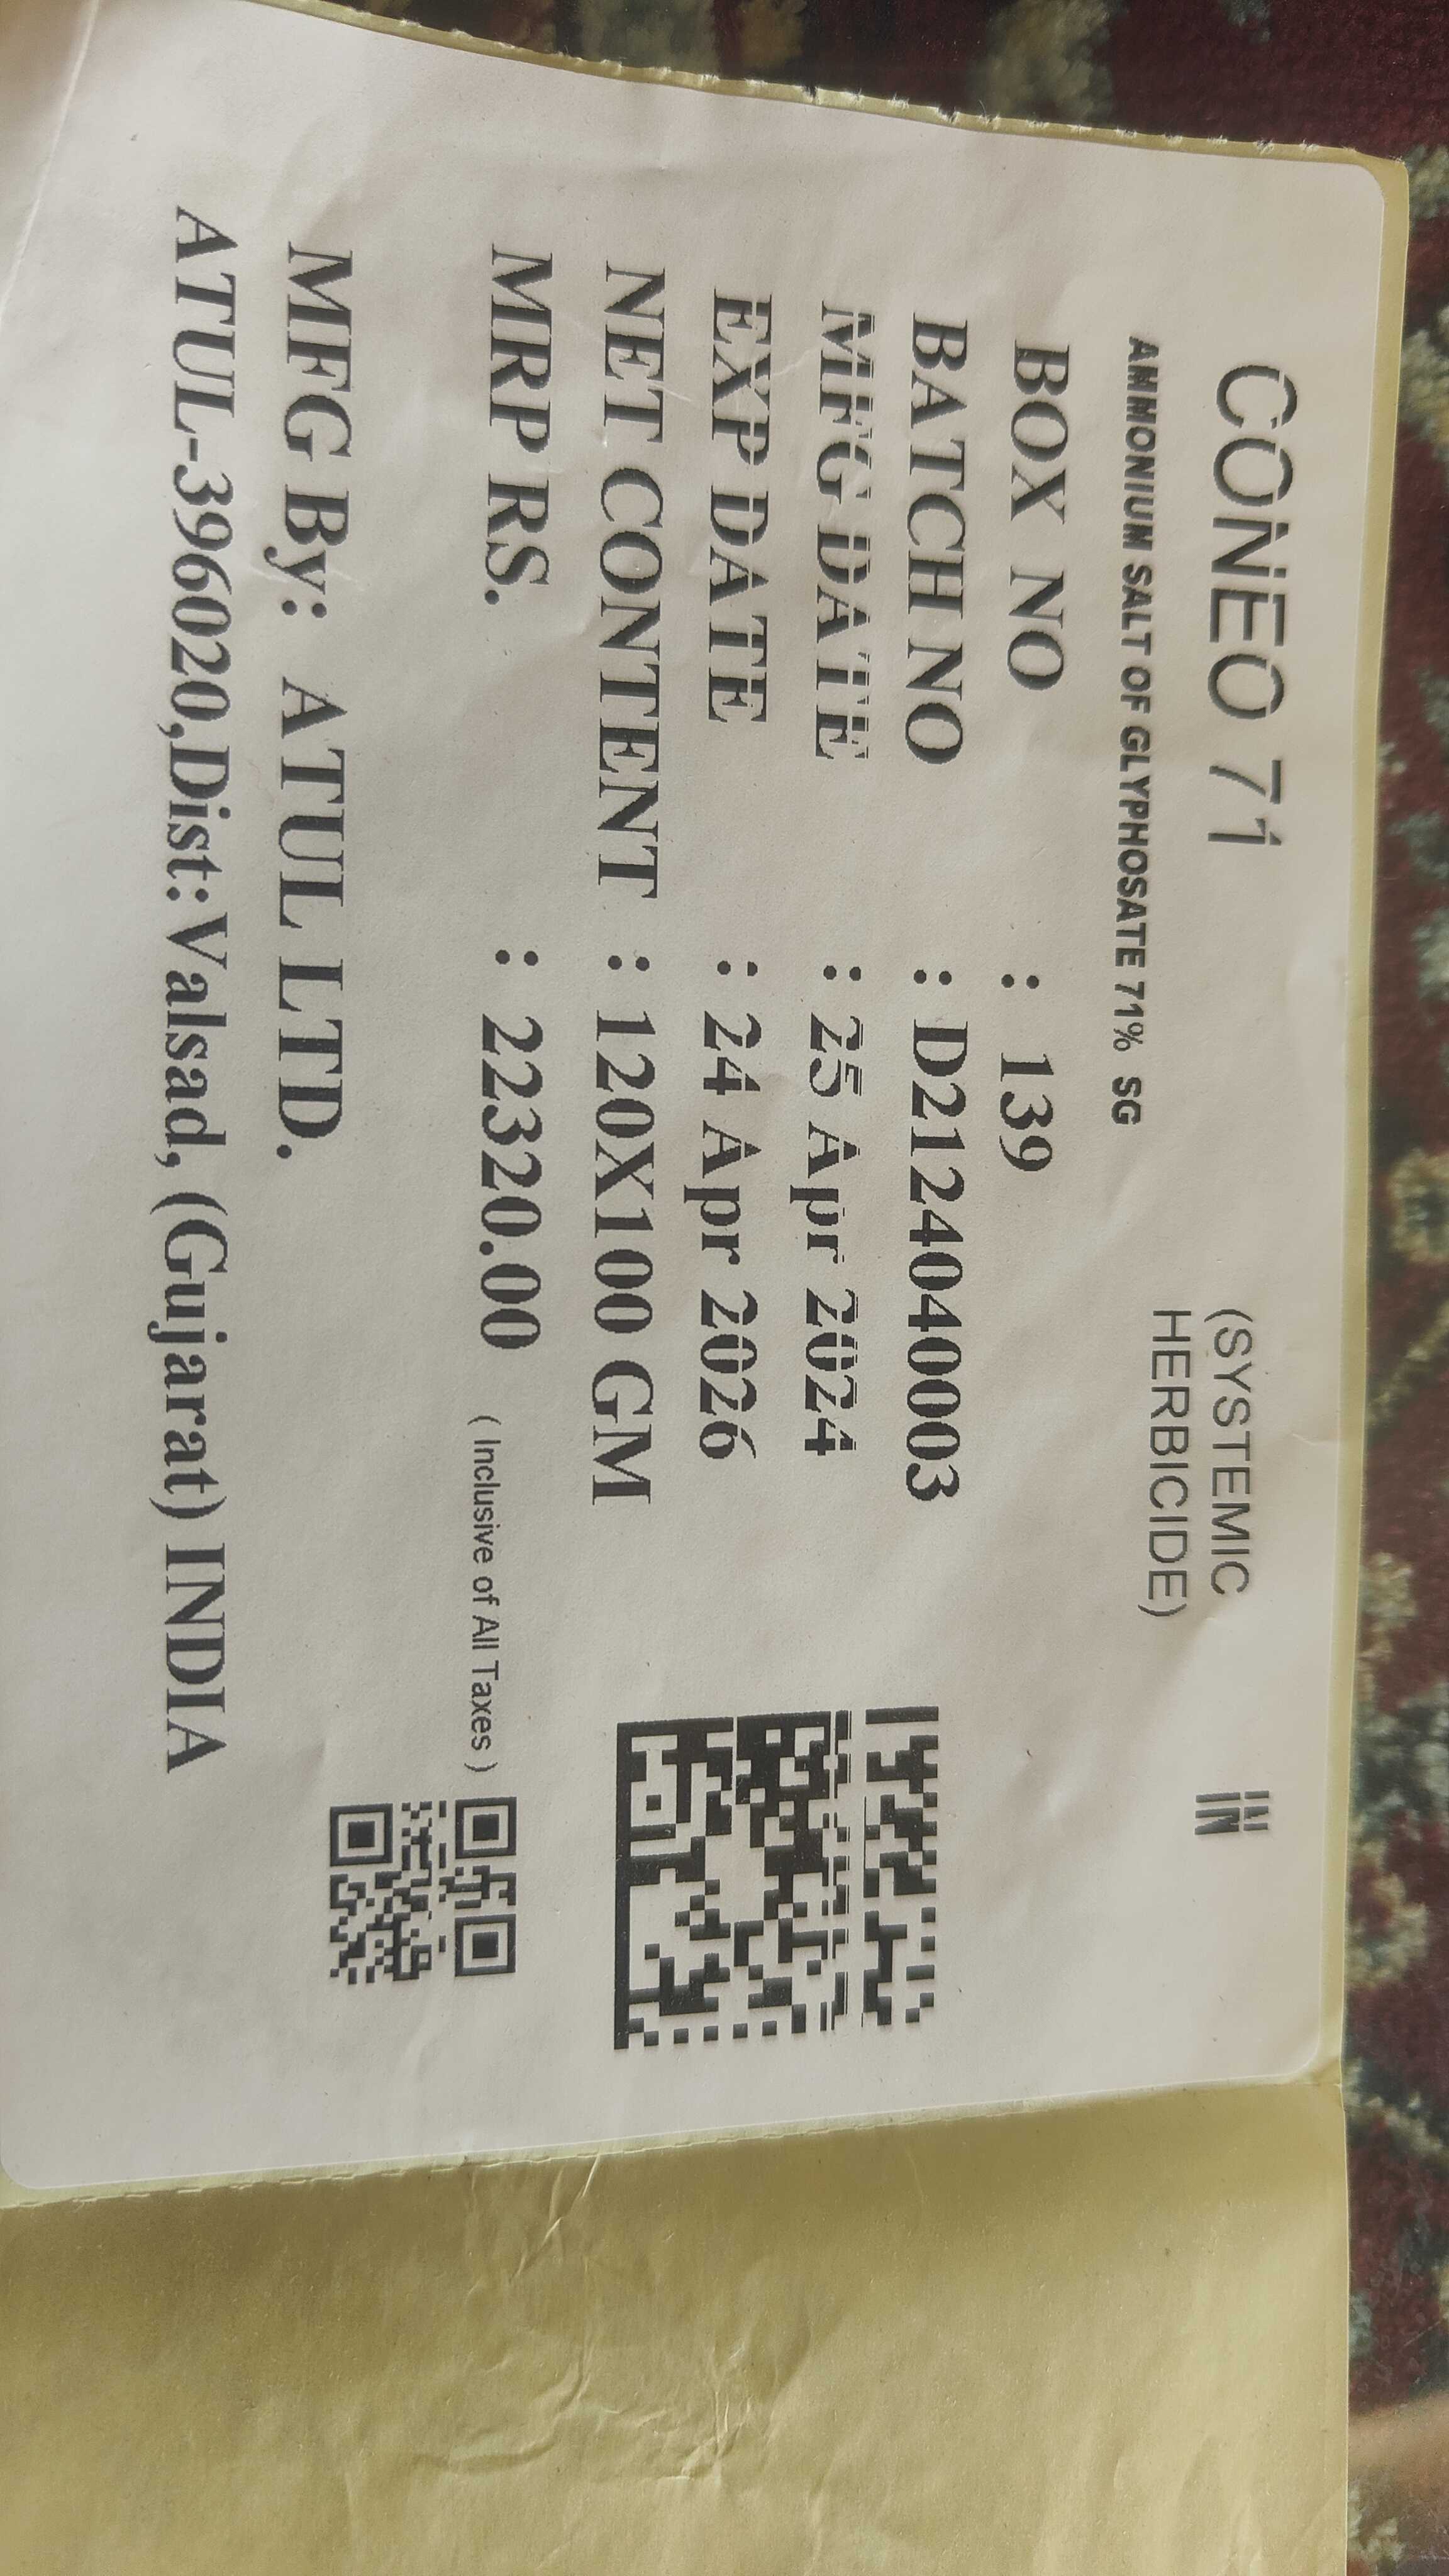 CONEO 71
(SYSTEMIC
HERBICIDE)
IN
AMMONIUM SALT OF GLYPHOSATE 71% SG
BOX NO : 139
BATCH NO : D2124040003
MFG DATE : 25 Apr 2024
EXP DATE : 24 Apr 2026
NET CONTENT : 120X100 GM
MRP RS. : 22320.00 ( Inclusive of All Taxes )
MFG By: ATUL LTD.
ATUL-396020,Dist:Valsad, (Gujarat) INDIA